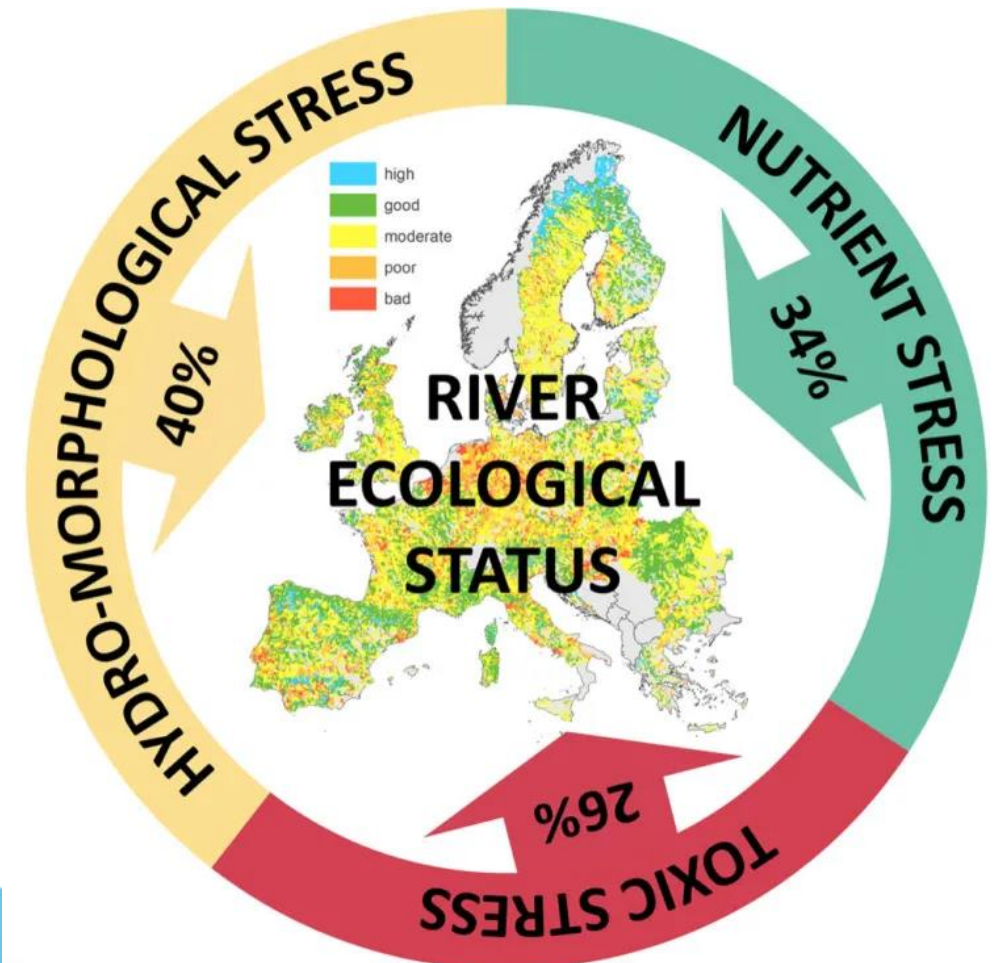 HYDRO-MORPHOLOGICAL STRESS
40%
NUTRIENT STRESS
34%
high
good
moderate
poor
bad
RIVER
ECOLOGICAL
STATUS
26%
TOXIC STRESS